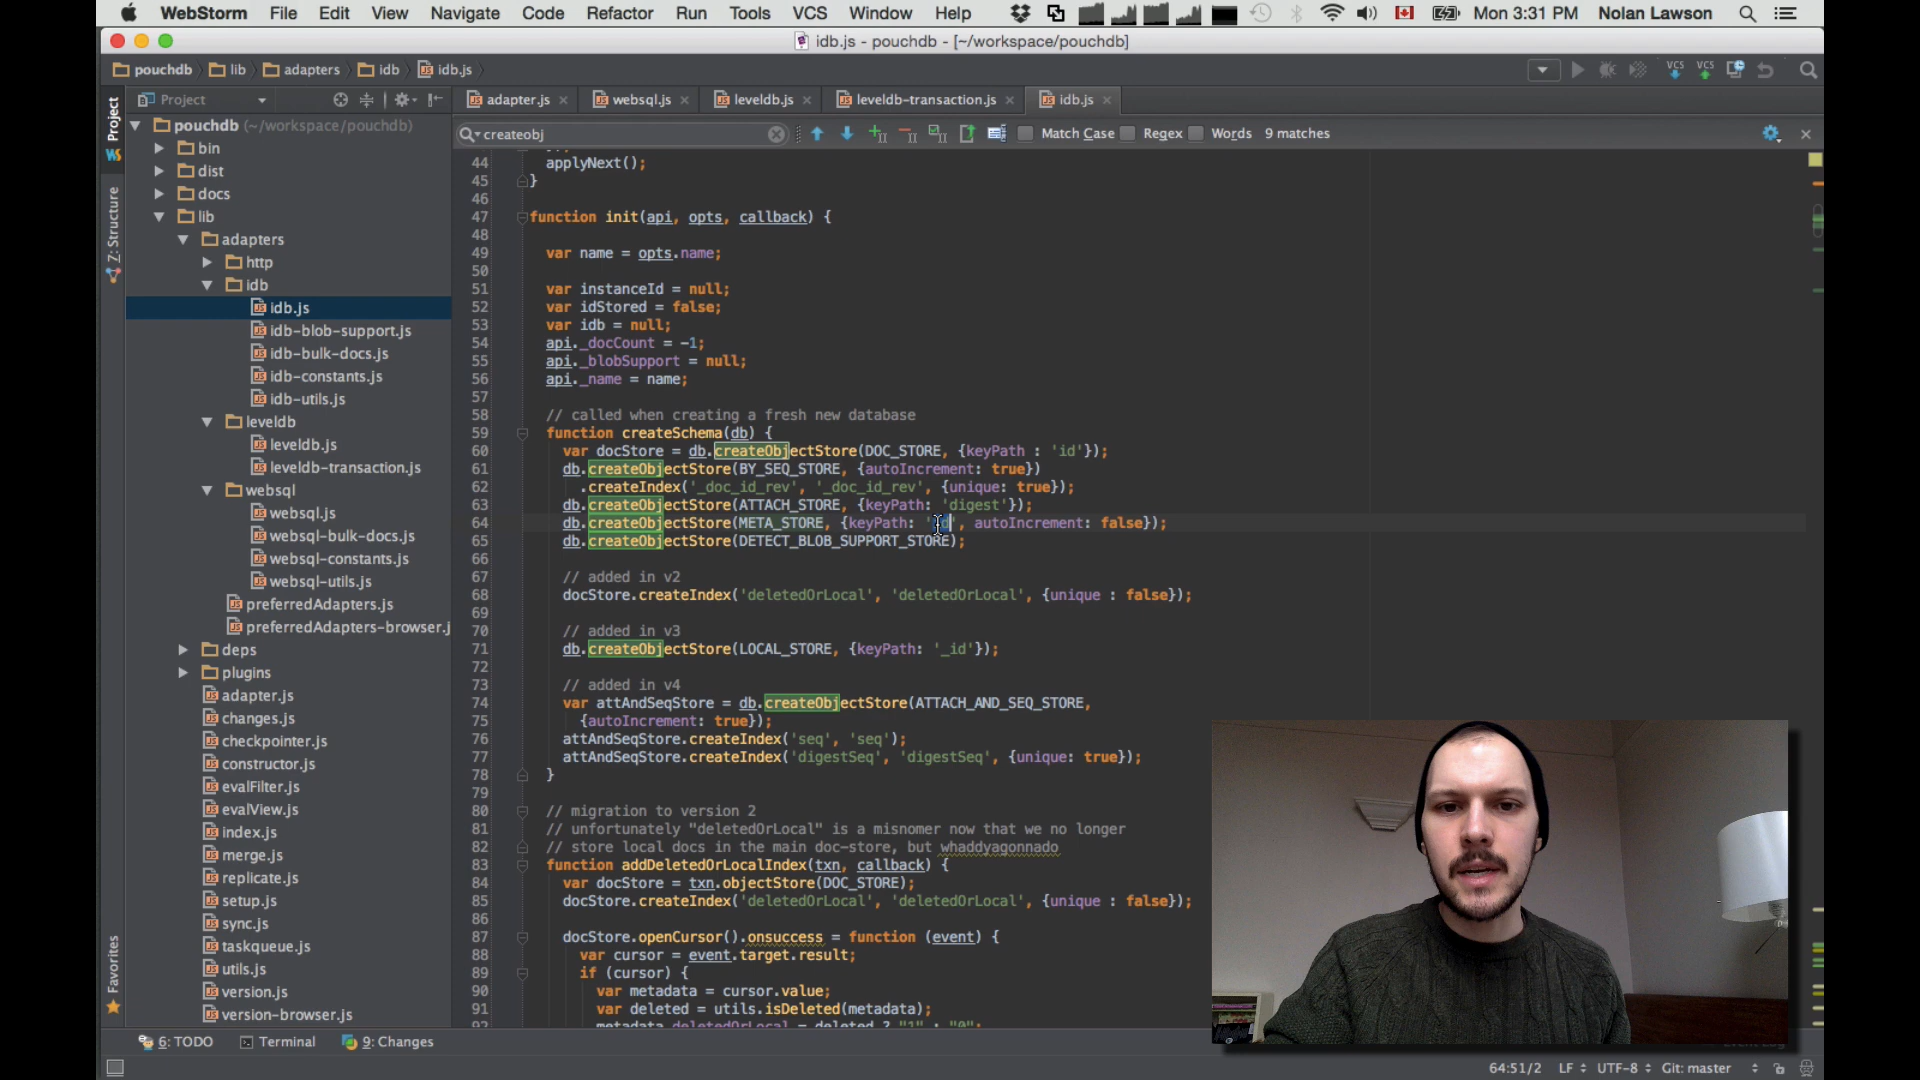 WebStorm File Edit View Navigate Code Refactor Run Tools VCS Window Help Mon 3:31 PM Nolan Lawson
idb.js - pouchdb - [~/workspace/pouchdb]
pouchdb lib adapters idb idb.js VCS VCS
Project adapter.js websql.js leveldb.js leveldb-transaction.js idb.js
createobj Match Case Regex Words 9 matches
Project
Z: Structure
Favorites
pouchdb (~/workspace/pouchdb)
bin
dist
docs
lib
adapters
http
idb
idb.js
idb-blob-support.js
idb-bulk-docs.js
idb-constants.js
idb-utils.js
leveldb
leveldb.js
leveldb-transaction.js
websql
websql.js
websql-bulk-docs.js
websql-constants.js
websql-utils.js
preferredAdapters.js
preferredAdapters-browser.j
deps
plugins
adapter.js
changes.js
checkpointer.js
constructor.js
evalFilter.js
evalView.js
index.js
merge.js
replicate.js
setup.js
sync.js
taskqueue.js
utils.js
version.js
version-browser.js
44 applyNext();
45 }
46
47 function init(api, opts, callback) {
48
49 var name = opts.name;
50
51 var instanceId = null;
52 var idStored = false;
53 var idb = null;
54 api._docCount = -1;
55 api._blobSupport = null;
56 api._name = name;
57
58 // called when creating a fresh new database
59 function createSchema(db) {
60 var docStore = db.createObjectStore(DOC_STORE, {keyPath : 'id'});
61 db.createObjectStore(BY_SEQ_STORE, {autoIncrement: true})
62 .createIndex('_doc_id_rev', '_doc_id_rev', {unique: true});
63 db.createObjectStore(ATTACH_STORE, {keyPath: 'digest'});
64 db.createObjectStore(META_STORE, {keyPath: 'id', autoIncrement: false});
65 db.createObjectStore(DETECT_BLOB_SUPPORT_STORE);
66
67 // added in v2
68 docStore.createIndex('deletedOrLocal', 'deletedOrLocal', {unique : false});
69
70 // added in v3
71 db.createObjectStore(LOCAL_STORE, {keyPath: '_id'});
72
73 // added in v4
74 var attAndSeqStore = db.createObjectStore(ATTACH_AND_SEQ_STORE,
75 {autoIncrement: true});
76 attAndSeqStore.createIndex('seq', 'seq');
77 attAndSeqStore.createIndex('digestSeq', 'digestSeq', {unique: true});
78 }
79
80 // migration to version 2
81 // unfortunately "deletedOrLocal" is a misnomer now that we no longer
82 // store local docs in the main doc-store, but whaddyagonnado
83 function addDeletedOrLocalIndex(txn, callback) {
84 var docStore = txn.objectStore(DOC_STORE);
85 docStore.createIndex('deletedOrLocal', 'deletedOrLocal', {unique : false});
86
87 docStore.openCursor().onsuccess = function (event) {
88 var cursor = event.target.result;
89 if (cursor) {
90 var metadata = cursor.value;
91 var deleted = utils.isDeleted(metadata);
92 metadata.deletedOrLocal = deleted ? "1" : "0";
6: TODO Terminal 9: Changes
64:51/2 LF UTF-8 Git: master